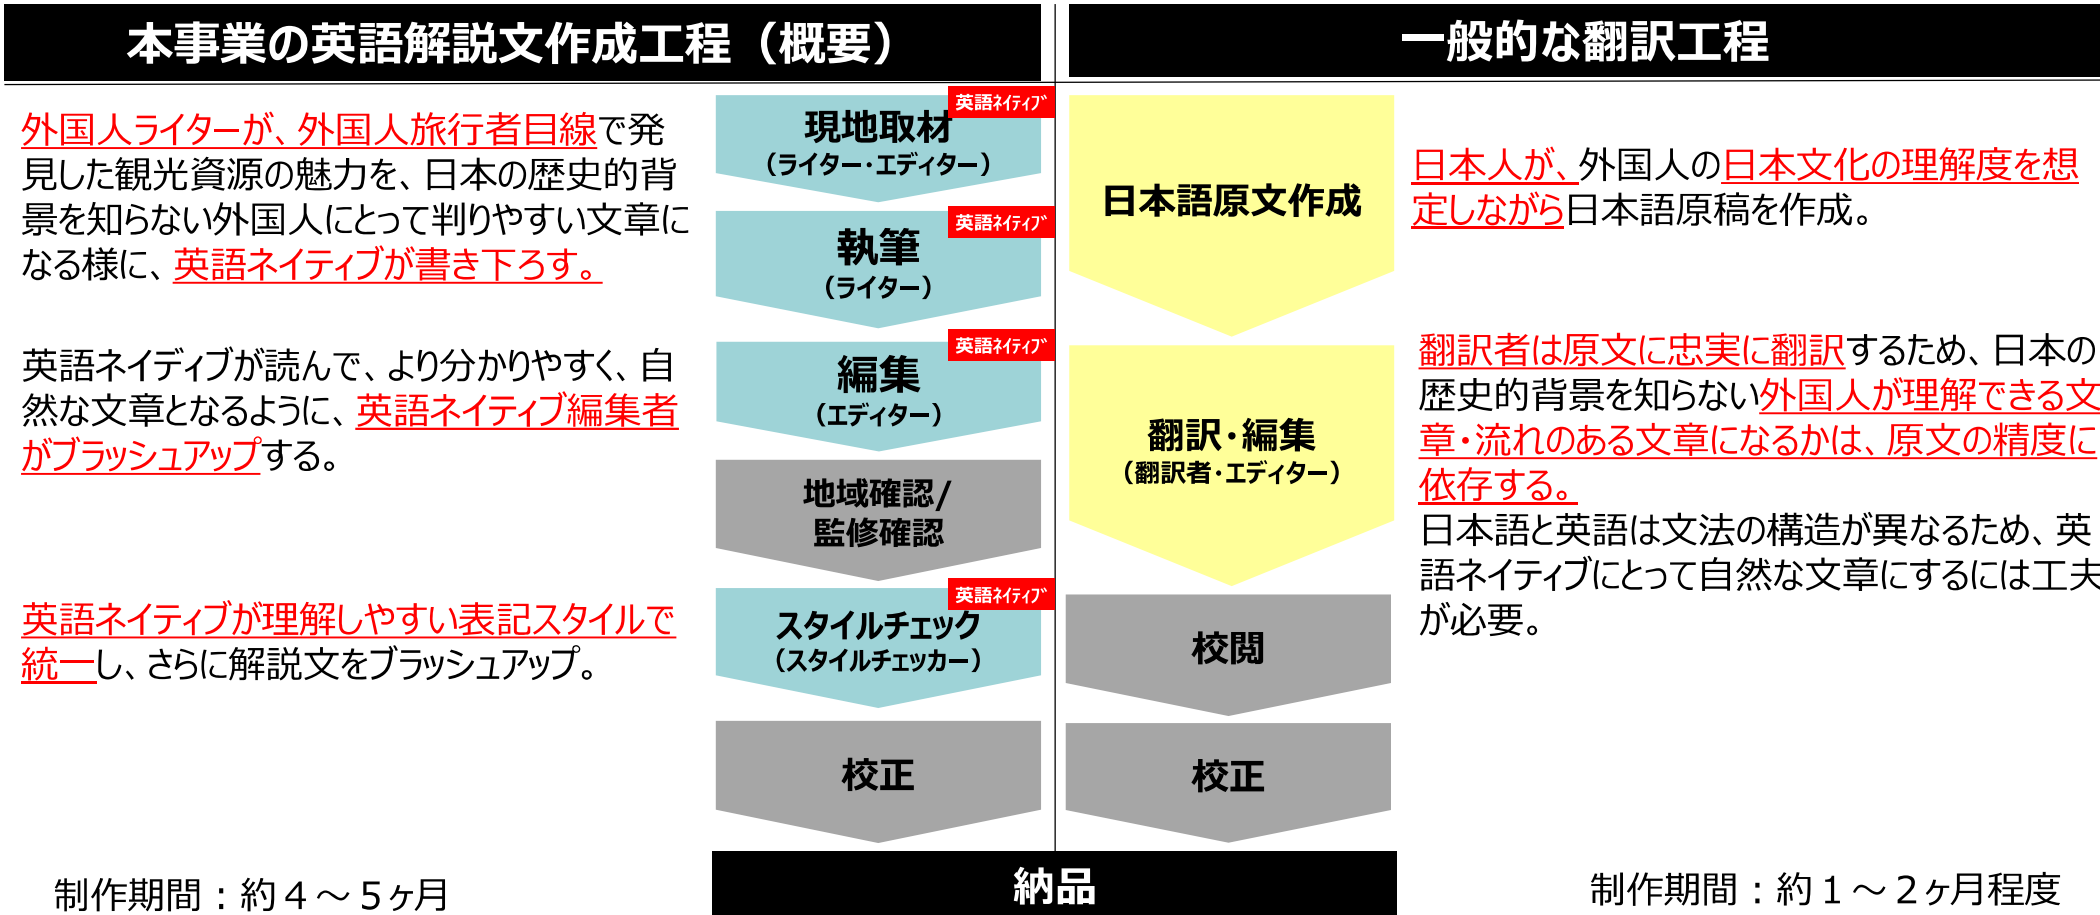 本事業の英語解説文作成工程（概要）
外国人ライターが、外国人旅行者目線で発
見した観光資源の魅力を、日本の歴史的背
景を知らない外国人にとって判りやすい文章に
なる様に、英語ネイティブが書き下ろす。
英語ネイディブが読んで、より分かりやすく、自
然な文章となるように、英語ネイティブ編集者
がブラッシュアップする。
英語ネイティブが理解しやすい表記スタイルで
統一し、さらに解説文をブラッシュアップ。
制作期間：約４～５ヶ月
英語ﾈｲﾃｨﾌﾞ
現地取材
（ライター・エディター）
英語ﾈｲﾃｨﾌﾞ
執筆
（ライター）
英語ﾈｲﾃｨﾌﾞ
編集
（エディター）
地域確認/
監修確認
英語ﾈｲﾃｨﾌﾞ
スタイルチェック
（スタイルチェッカー）
校正
一般的な翻訳工程
日本語原文作成
翻訳・編集
（翻訳者・エディター）
校閲
校正
日本人が、外国人の日本文化の理解度を想
定しながら日本語原稿を作成。
翻訳者は原文に忠実に翻訳するため、日本の
歴史的背景を知らない外国人が理解できる文
章・流れのある文章になるかは、原文の精度に
依存する。
日本語と英語は文法の構造が異なるため、英
語ネイティブにとって自然な文章にするには工夫
が必要。
制作期間：約１～２ヶ月程度
納品